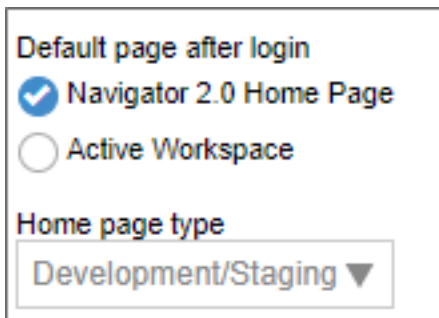 Default page after login
Navigator 2.0 Home Page
Active Workspace
Home page type
Development/Staging